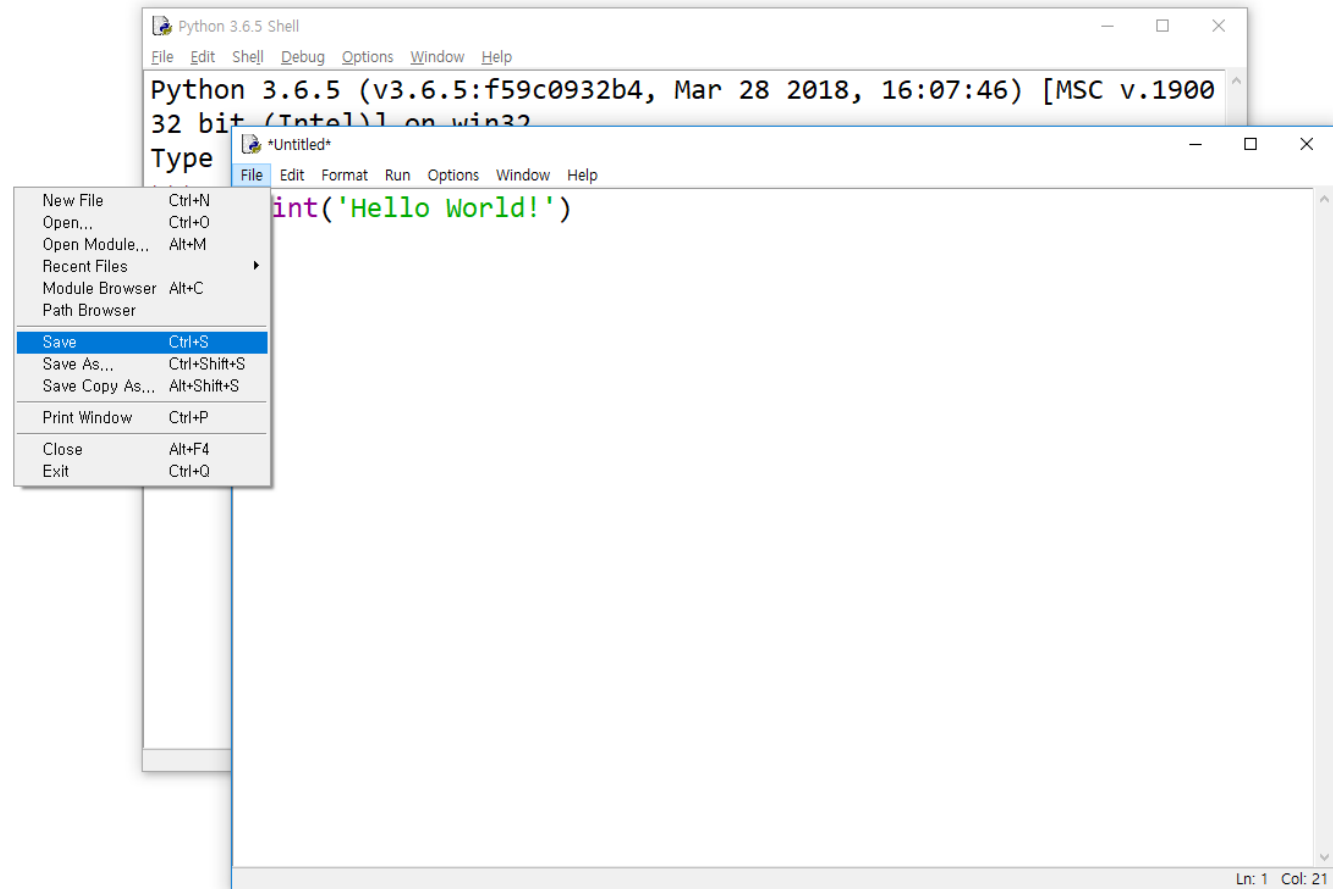 Python 3.6.5 Shell
File Edit Shell Debug Options Window Help
Python 3.6.5 (v3.6.5:f59c0932b4, Mar 28 2018, 16:07:46) [MSC v.1900
32 bit (Intel)] on win32
Type
*Untitled*
File Edit Format Run Options Window Help
int('Hello World!')
New File Ctrl+N
Open... Ctrl+O
Open Module... Alt+M
Recent Files
Module Browser Alt+C
Path Browser
Save Ctrl+S
Save As... Ctrl+Shift+S
Save Copy As... Alt+Shift+S
Print Window Ctrl+P
Close Alt+F4
Exit Ctrl+Q
Ln: 1 Col: 21